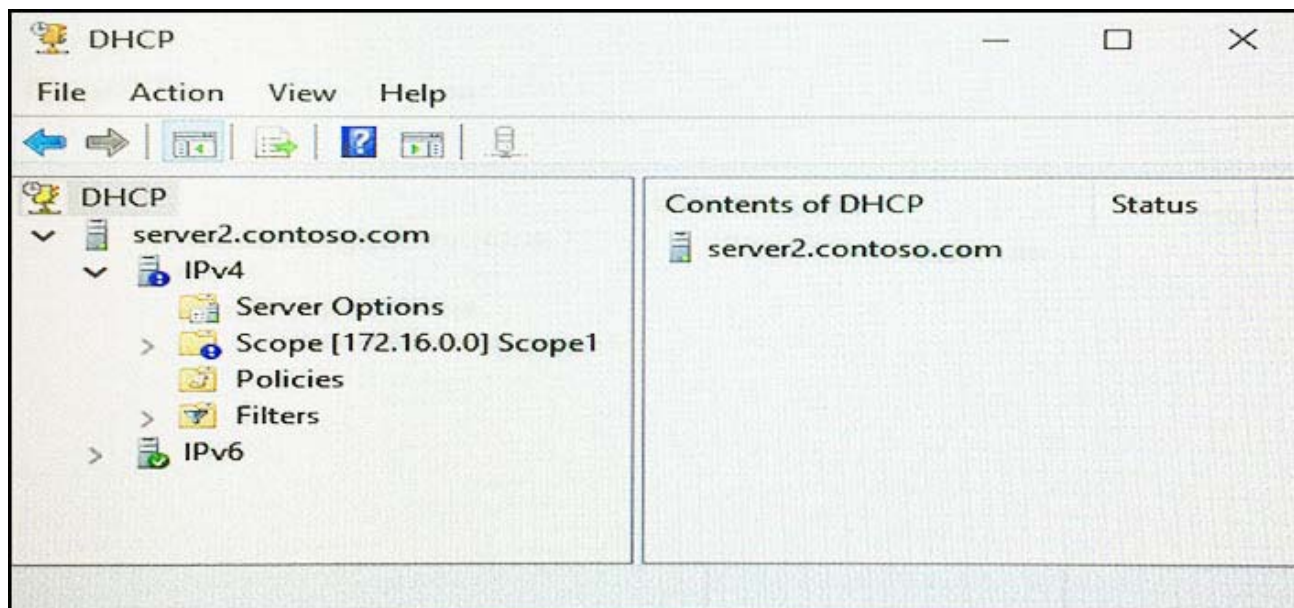 DHCP
File Action View Help
DHCP
server2.contoso.com
IPv4
Server Options
Scope [172.16.0.0] Scope1
Policies
Filters
IPv6
Contents of DHCP Status
server2.contoso.com